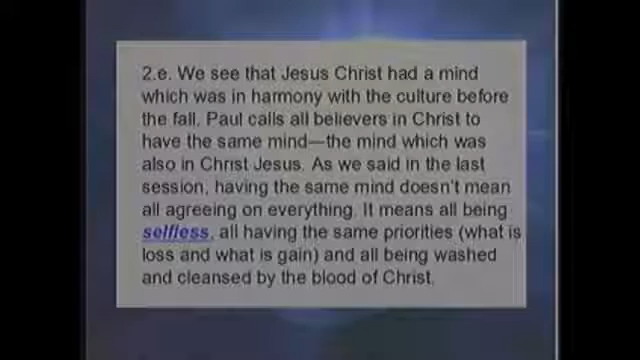 2.e. We see that Jesus Christ had a mind
which was in harmony with the culture before
the fall. Paul calls all believers in Christ to
have the same mind—the mind which was
also in Christ Jesus. As we said in the last
session, having the same mind doesn't mean
all agreeing on everything. It means all being
selfless, all having the same priorities (what is
loss and what is gain) and all being washed
and cleansed by the blood of Christ.